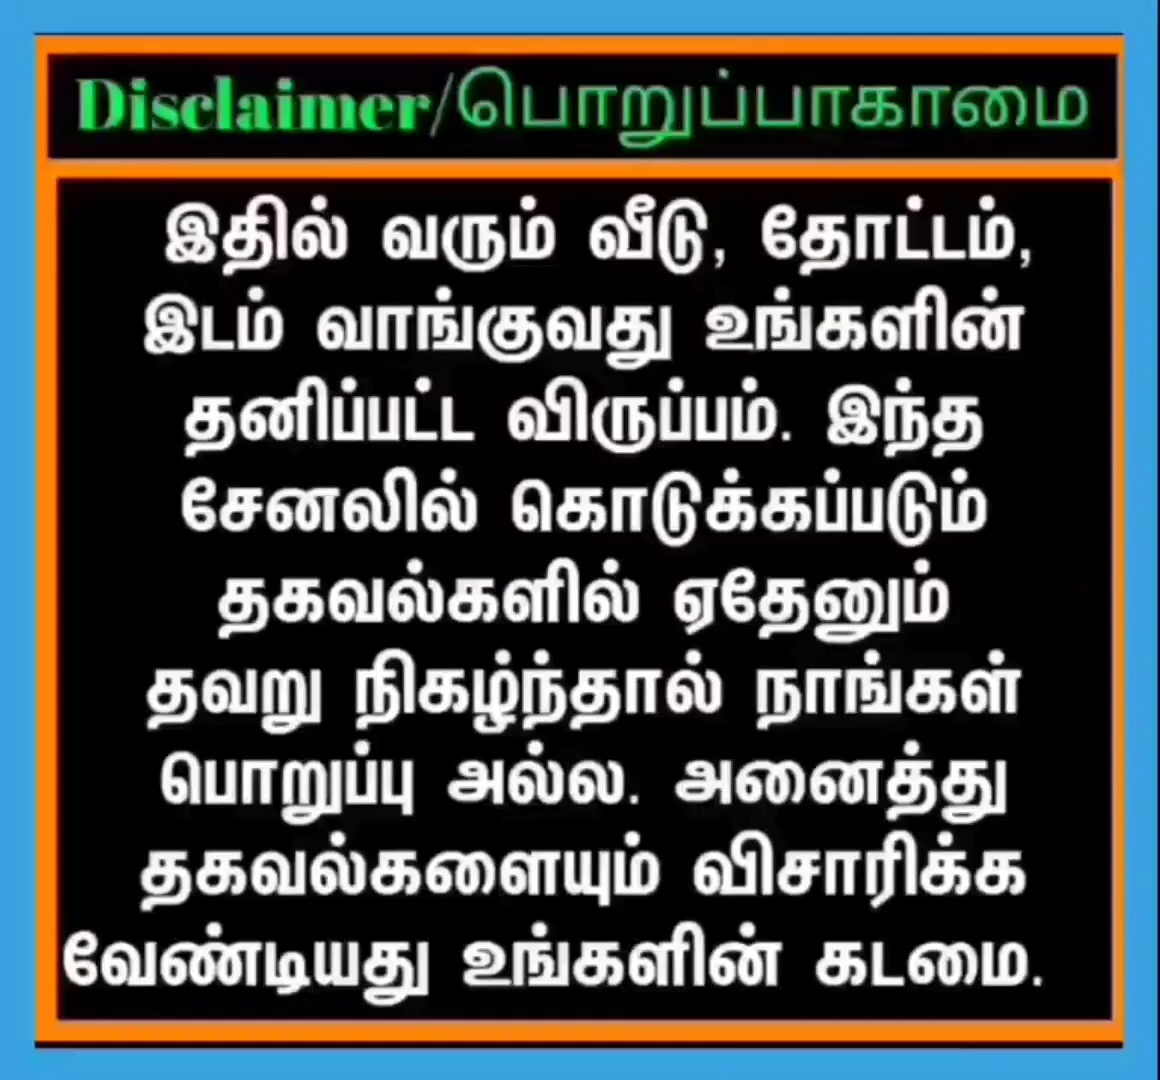 Disclaimer/பொறுப்பாகாமை
இதில் வரும் வீடு, தோட்டம்,
இடம் வாங்குவது உங்களின்
தனிப்பட்ட விருப்பம். இந்த
சேனலில் கொடுக்கப்படும்
தகவல்களில் ஏதேனும்
தவறு நிகழ்ந்தால் நாங்கள்
பொறுப்பு அல்ல. அனைத்து
தகவல்களையும் விசாரிக்க
வேண்டியது உங்களின் கடமை.